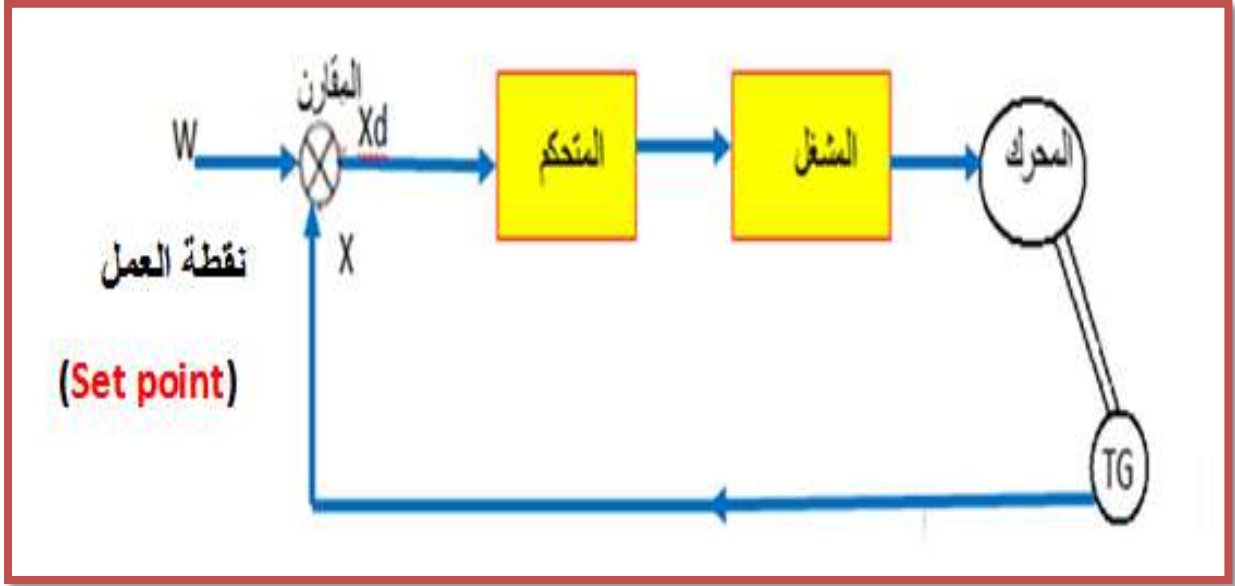 المقارن
W
Xd
المتحكم
المشغل
المحرك
X
نقطة العمل
(Set point)
TG